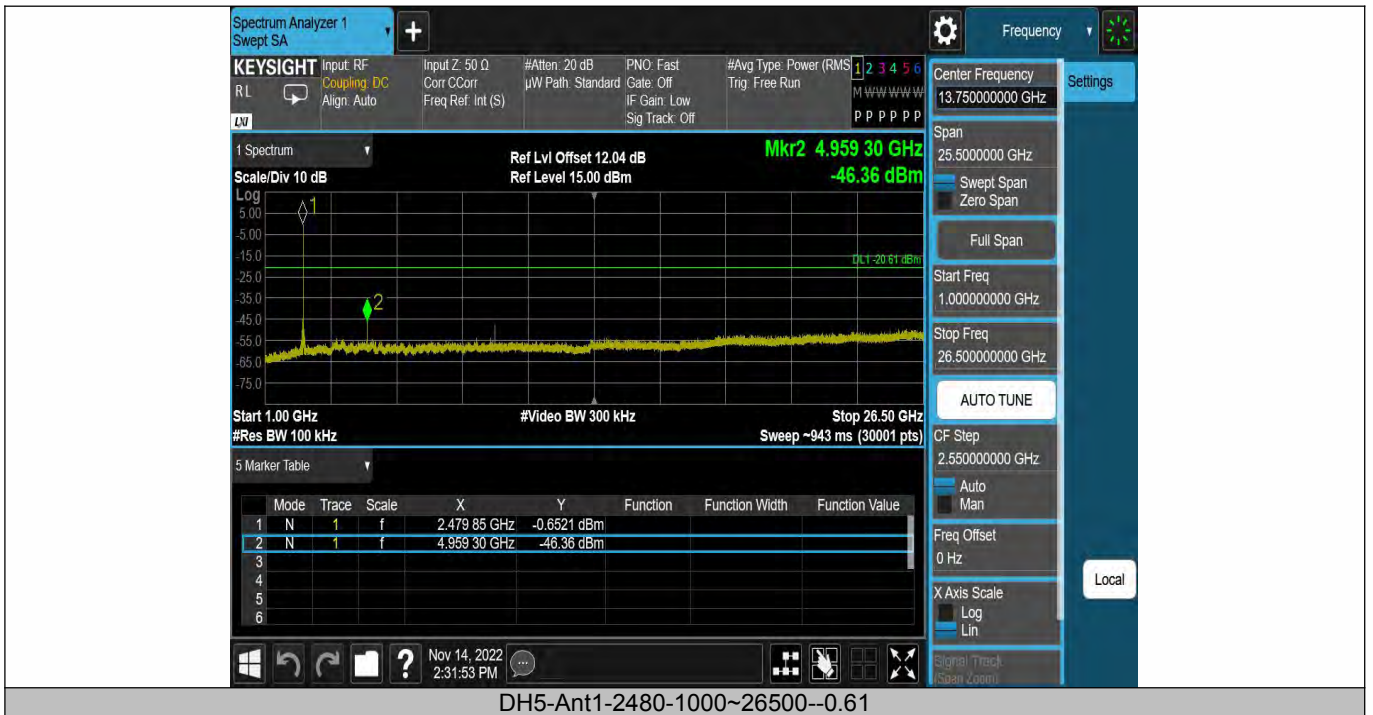 Spectrum Analyzer 1
Swept SA
+
Frequency
KEYSIGHT
RL
LXI
Input: RF
Coupling: DC
Align: Auto
Input Z: 50 Ω
Corr CCorr
Freq Ref: Int (S)
#Atten: 20 dB
µW Path: Standard
PNO: Fast
Gate: Off
IF Gain: Low
Sig Track: Off
#Avg Type: Power (RMS
Trig: Free Run
1 2 3 4 5 6
M W W W W W
P P P P P P
1 Spectrum
Scale/Div 10 dB
Ref Lvl Offset 12.04 dB
Ref Level 15.00 dBm
Mkr2 4.959 30 GHz
-46.36 dBm
Log
5.00
-5.00
-15.0
-25.0
-35.0
-45.0
-55.0
-65.0
-75.0
1
2
DL1 -20.61 dBm
Start 1.00 GHz
#Res BW 100 kHz
#Video BW 300 kHz
Stop 26.50 GHz
Sweep ~943 ms (30001 pts)
5 Marker Table
Mode Trace Scale X Y Function Function Width Function Value
1 N 1 f 2.479 85 GHz -0.6521 dBm
2 N 1 f 4.959 30 GHz -46.36 dBm
3
4
5
6
Nov 14, 2022
2:31:53 PM
Center Frequency
13.750000000 GHz
Settings
Span
25.5000000 GHz
Swept Span
Zero Span
Full Span
Start Freq
1.000000000 GHz
Stop Freq
26.500000000 GHz
AUTO TUNE
CF Step
2.550000000 GHz
Auto
Man
Freq Offset
0 Hz
X Axis Scale
Log
Lin
Signal Track
(Span Zoom)
Local
DH5-Ant1-2480-1000~26500--0.61